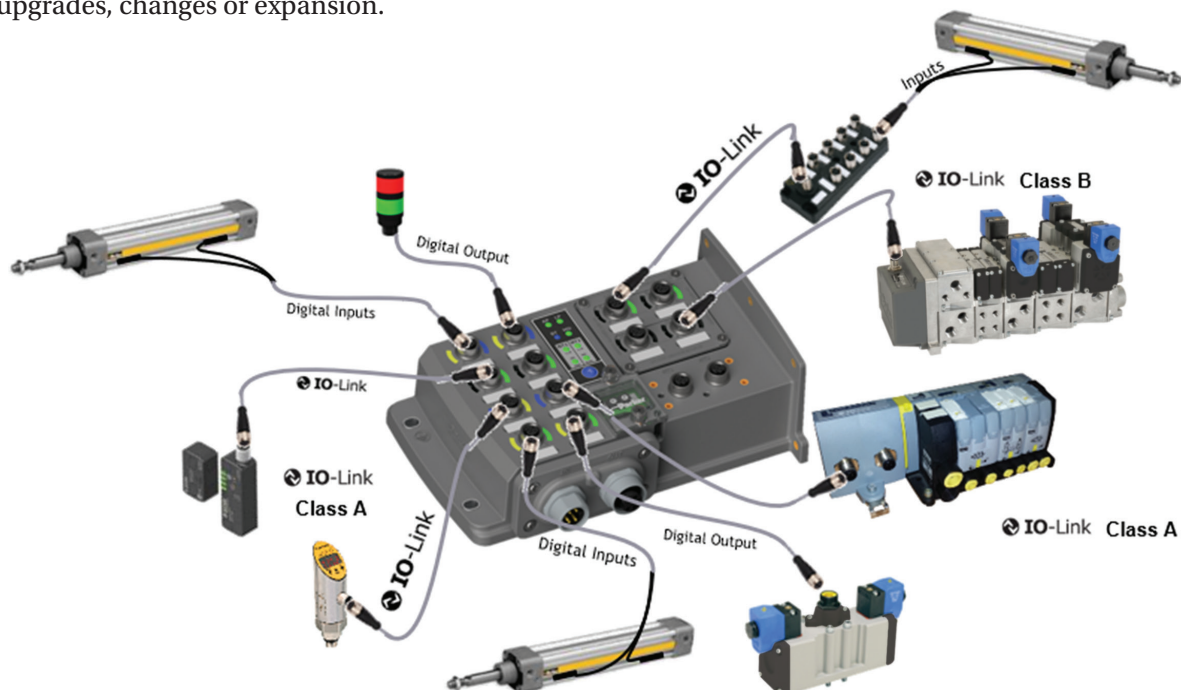 upgrades, changes or expansion.
Inputs
IO-Link
IO-Link Class B
Digital Output
Digital Inputs
IO-Link
IO-Link
Class A
IO-Link
Digital Inputs
Digital Output
IO-Link Class A
Parker